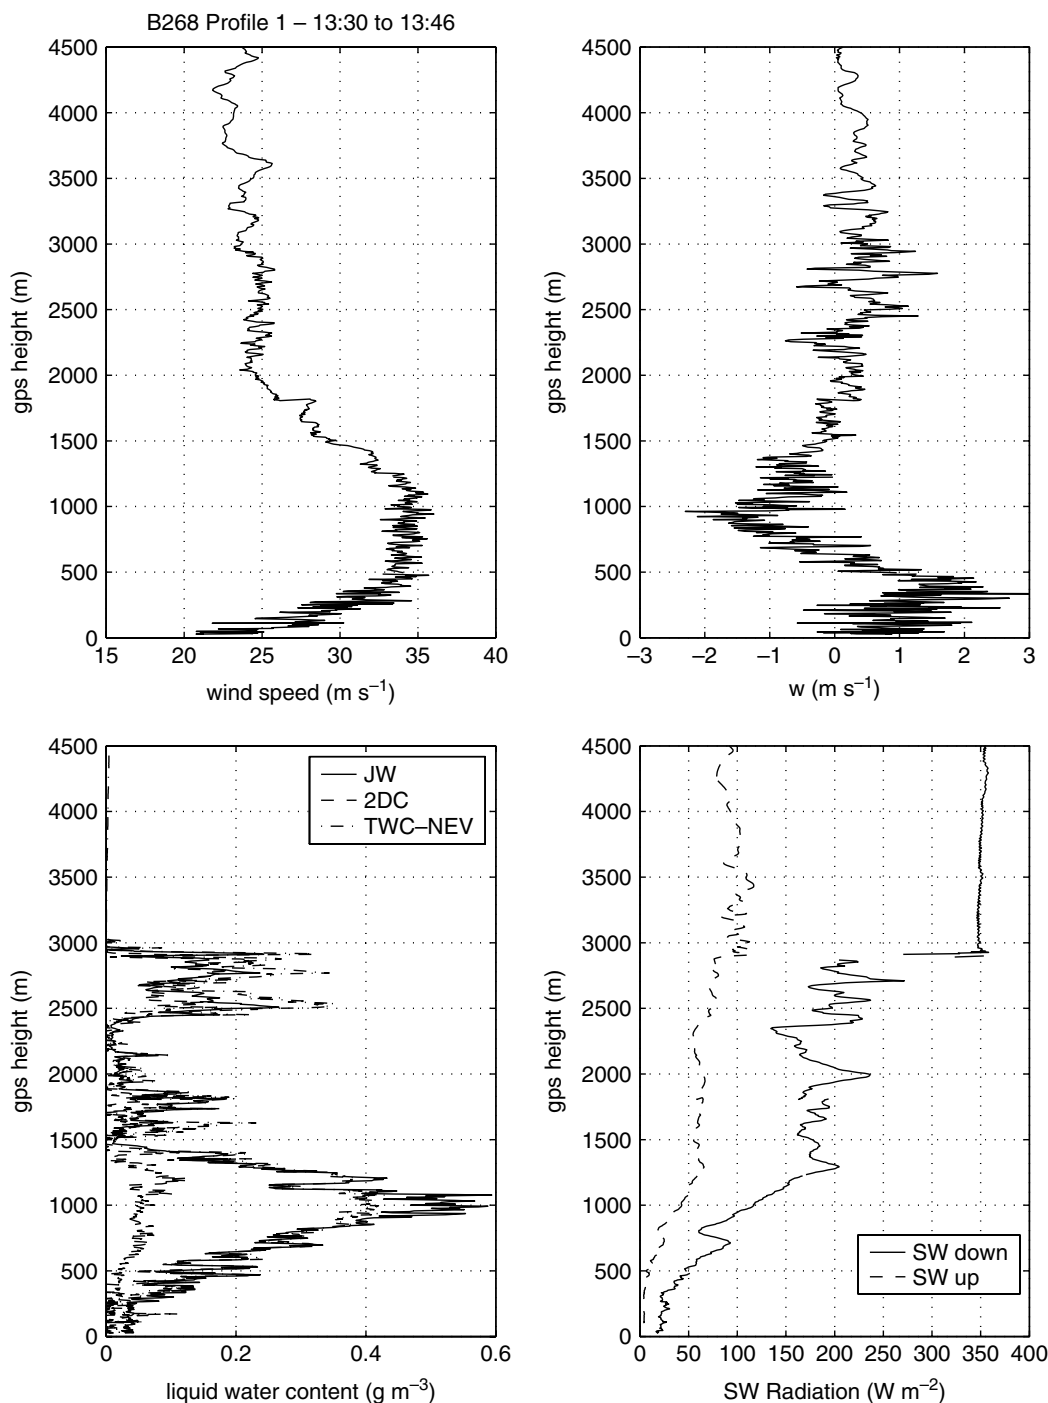 B268 Profile 1 – 13:30 to 13:46
4500
4000
3500
3000
2500
2000
1500
1000
500
0
gps height (m)
15 20 25 30 35 40
wind speed (m s⁻¹)
4500
4000
3500
3000
2500
2000
1500
1000
500
0
gps height (m)
–3 –2 –1 0 1 2 3
w (m s⁻¹)
4500
4000
3500
3000
2500
2000
1500
1000
500
0
gps height (m)
JW
2DC
TWC–NEV
0 0.2 0.4 0.6
liquid water content (g m⁻³)
4500
4000
3500
3000
2500
2000
1500
1000
500
0
gps height (m)
SW down
SW up
0 50 100 150 200 250 300 350 400
SW Radiation (W m⁻²)